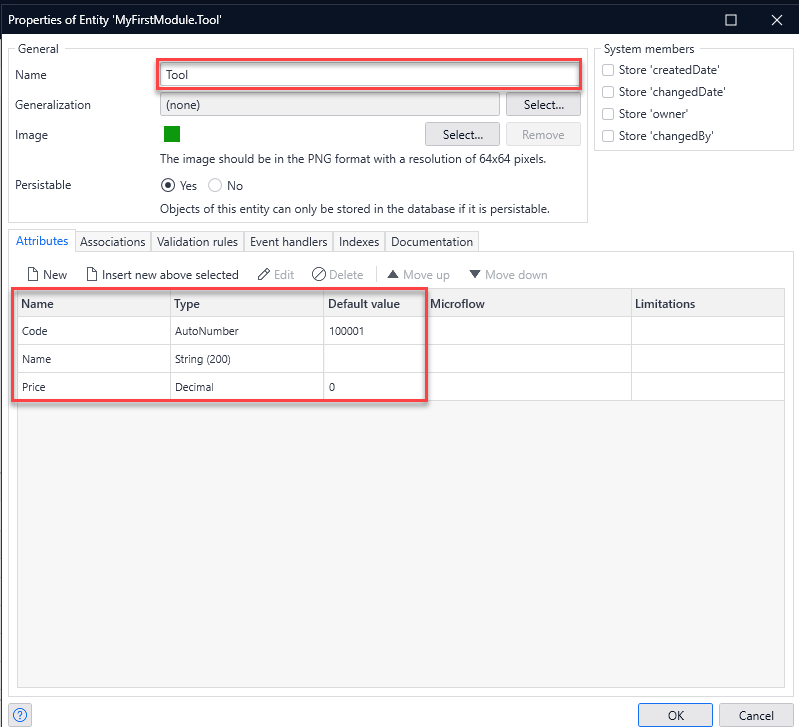 Properties of Entity 'MyFirstModule.Tool'
General
Name Tool
Generalization (none) Select...
Image Select... Remove
The image should be in the PNG format with a resolution of 64x64 pixels.
Persistable Yes No
Objects of this entity can only be stored in the database if it is persistable.
System members
Store 'createdDate'
Store 'changedDate'
Store 'owner'
Store 'changedBy'
Attributes Associations Validation rules Event handlers Indexes Documentation
New Insert new above selected Edit Delete Move up Move down
Name Type Default value Microflow Limitations
Code AutoNumber 100001
Name String (200)
Price Decimal 0
? OK Cancel